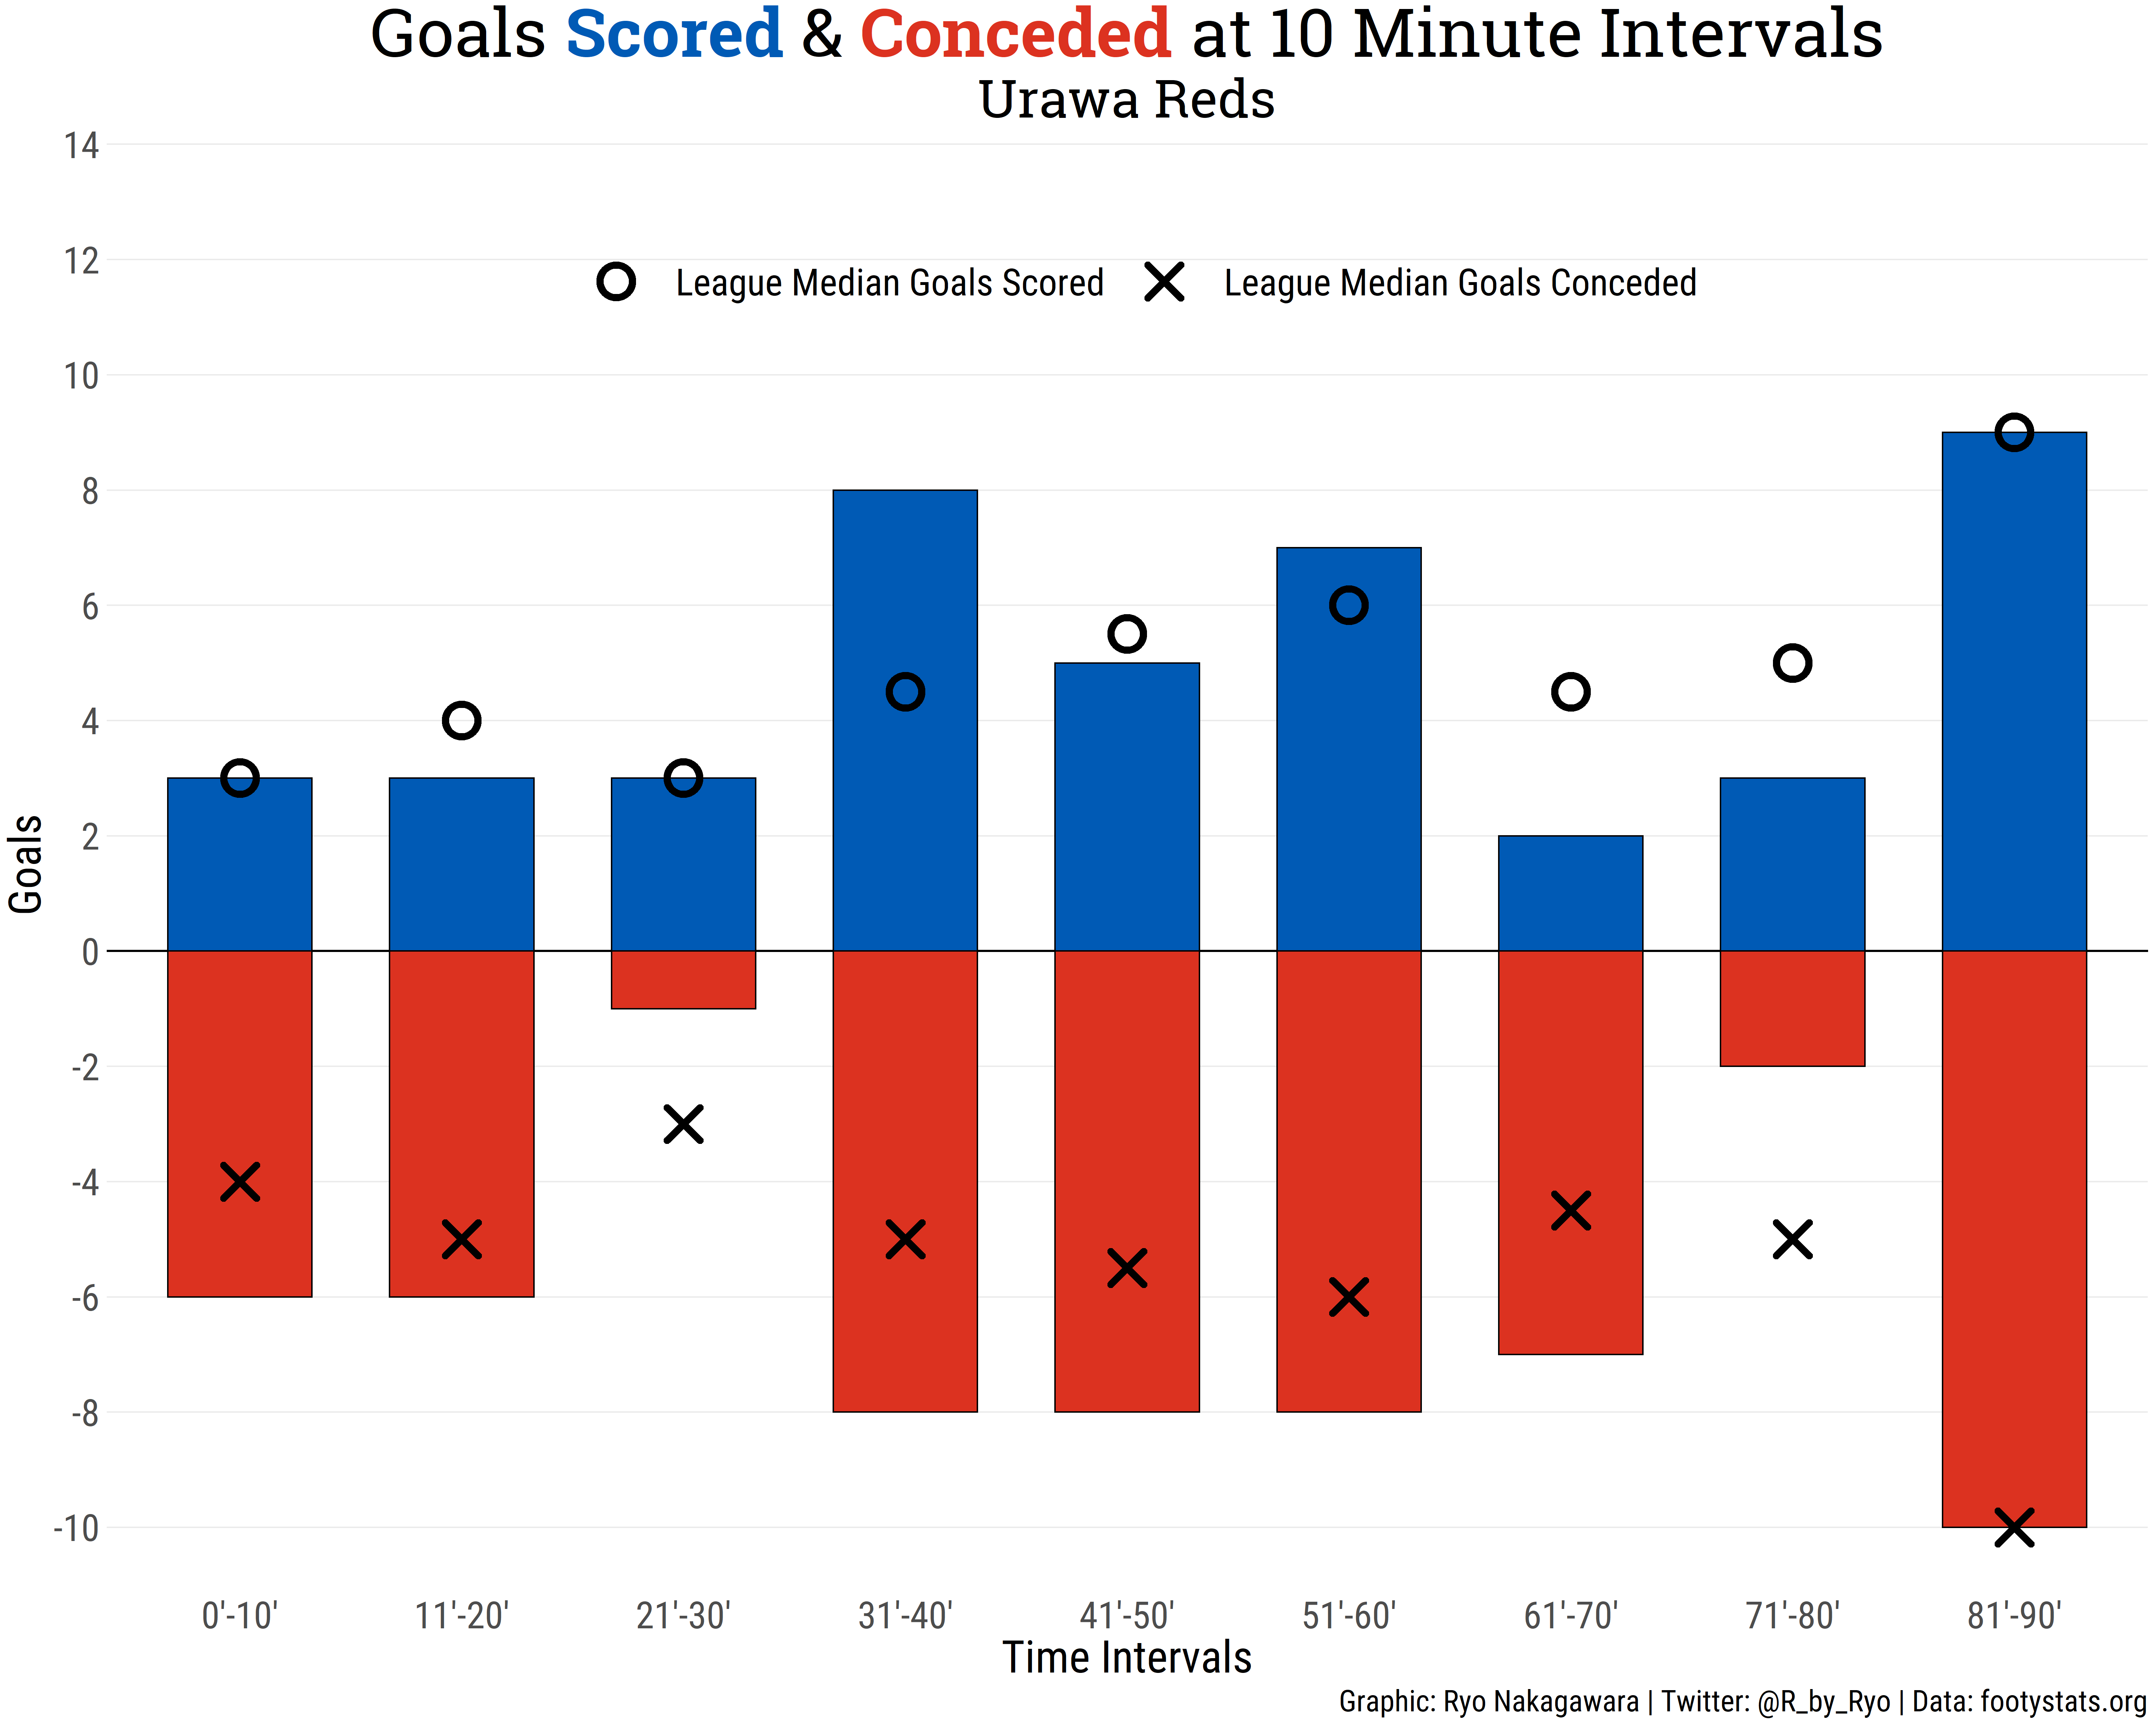 Goals Scored & Conceded at 10 Minute Intervals
Urawa Reds
14
12
League Median Goals Scored
League Median Goals Conceded
10
8
6
4
2
Goals
0
-2
-4
-6
-8
-10
0'-10' 11'-20' 21'-30' 31'-40' 41'-50' 51'-60' 61'-70' 71'-80' 81'-90'
Time Intervals
Graphic: Ryo Nakagawara | Twitter: @R_by_Ryo | Data: footystats.org